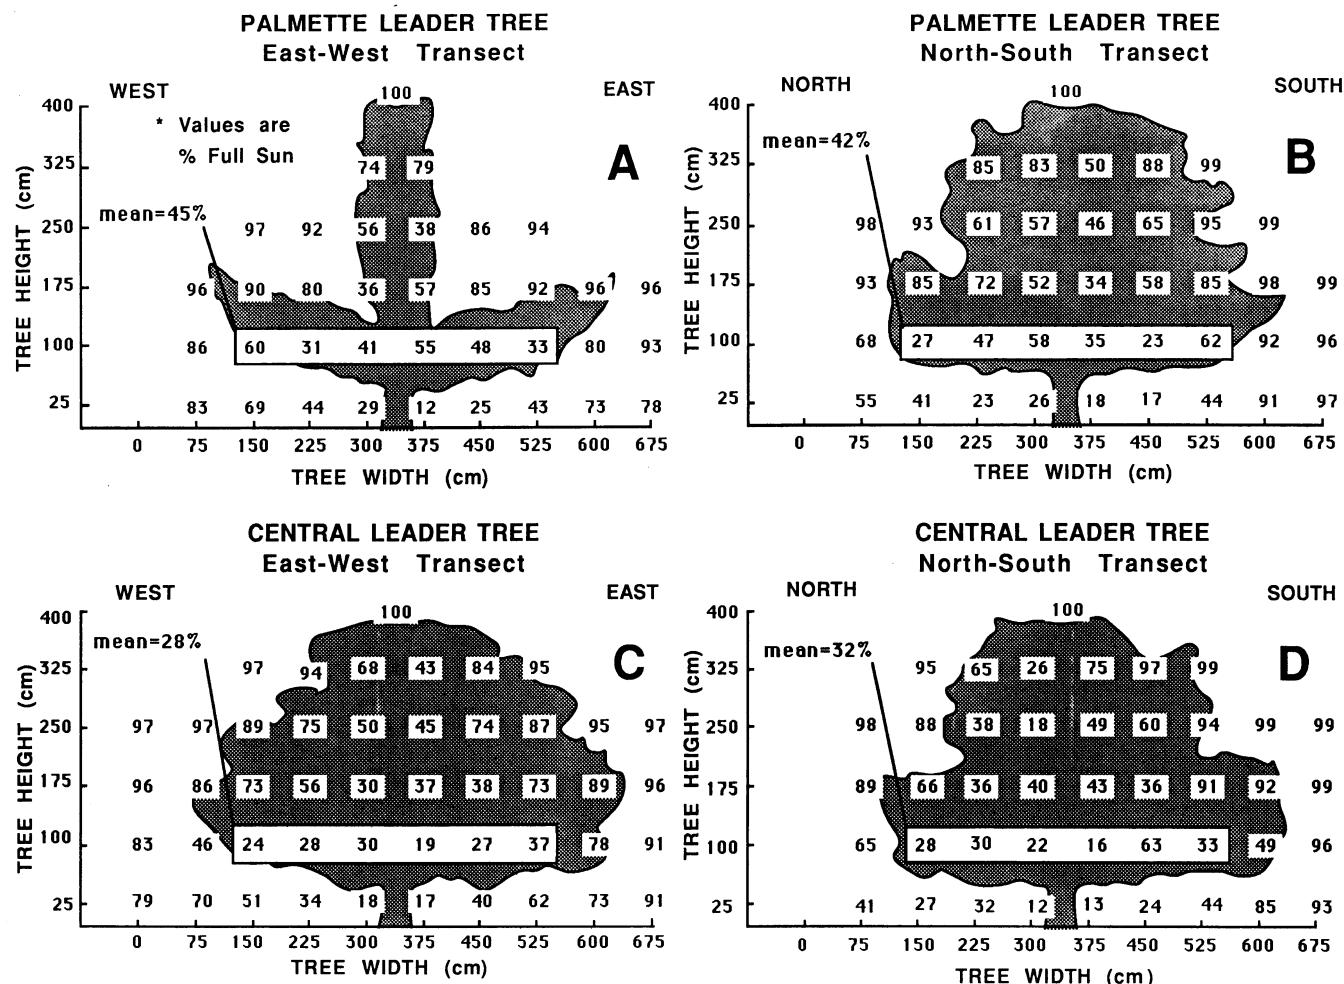 PALMETTE LEADER TREE
East-West Transect
WEST
EAST
* Values are
% Full Sun
A
mean=45%
TREE HEIGHT (cm)
400 100
325 74 79
250 97 92 56 38 86 94
175 96 90 80 36 57 85 92 96 96
100 86 60 31 41 55 48 33 80 93
25 83 69 44 29 12 25 43 73 78
0 75 150 225 300 375 450 525 600 675
TREE WIDTH (cm)
PALMETTE LEADER TREE
North-South Transect
NORTH
SOUTH
B
mean=42%
TREE HEIGHT (cm)
400 100
325 85 83 50 88 99
250 98 93 61 57 46 65 95 99
175 93 85 72 52 34 58 85 98 99
100 68 27 47 58 35 23 62 92 96
25 55 41 23 26 18 17 44 91 97
0 75 150 225 300 375 450 525 600 675
TREE WIDTH (cm)
CENTRAL LEADER TREE
East-West Transect
WEST
EAST
C
mean=28%
TREE HEIGHT (cm)
400 100
325 97 94 68 43 84 95
250 97 97 89 75 50 45 74 87 95 97
175 96 86 73 56 30 37 38 73 89 96
100 83 46 24 28 30 19 27 37 78 91
25 79 70 51 34 18 17 40 62 73 91
0 75 150 225 300 375 450 525 600 675
TREE WIDTH (cm)
CENTRAL LEADER TREE
North-South Transect
NORTH
SOUTH
D
mean=32%
TREE HEIGHT (cm)
400 100
325 95 65 26 75 97 99
250 98 88 38 18 49 60 94 99 99
175 89 66 36 40 43 36 91 92 99
100 65 28 30 22 16 63 33 49 96
25 41 27 32 12 13 24 44 85 93
0 75 150 225 300 375 450 525 600 675
TREE WIDTH (cm)